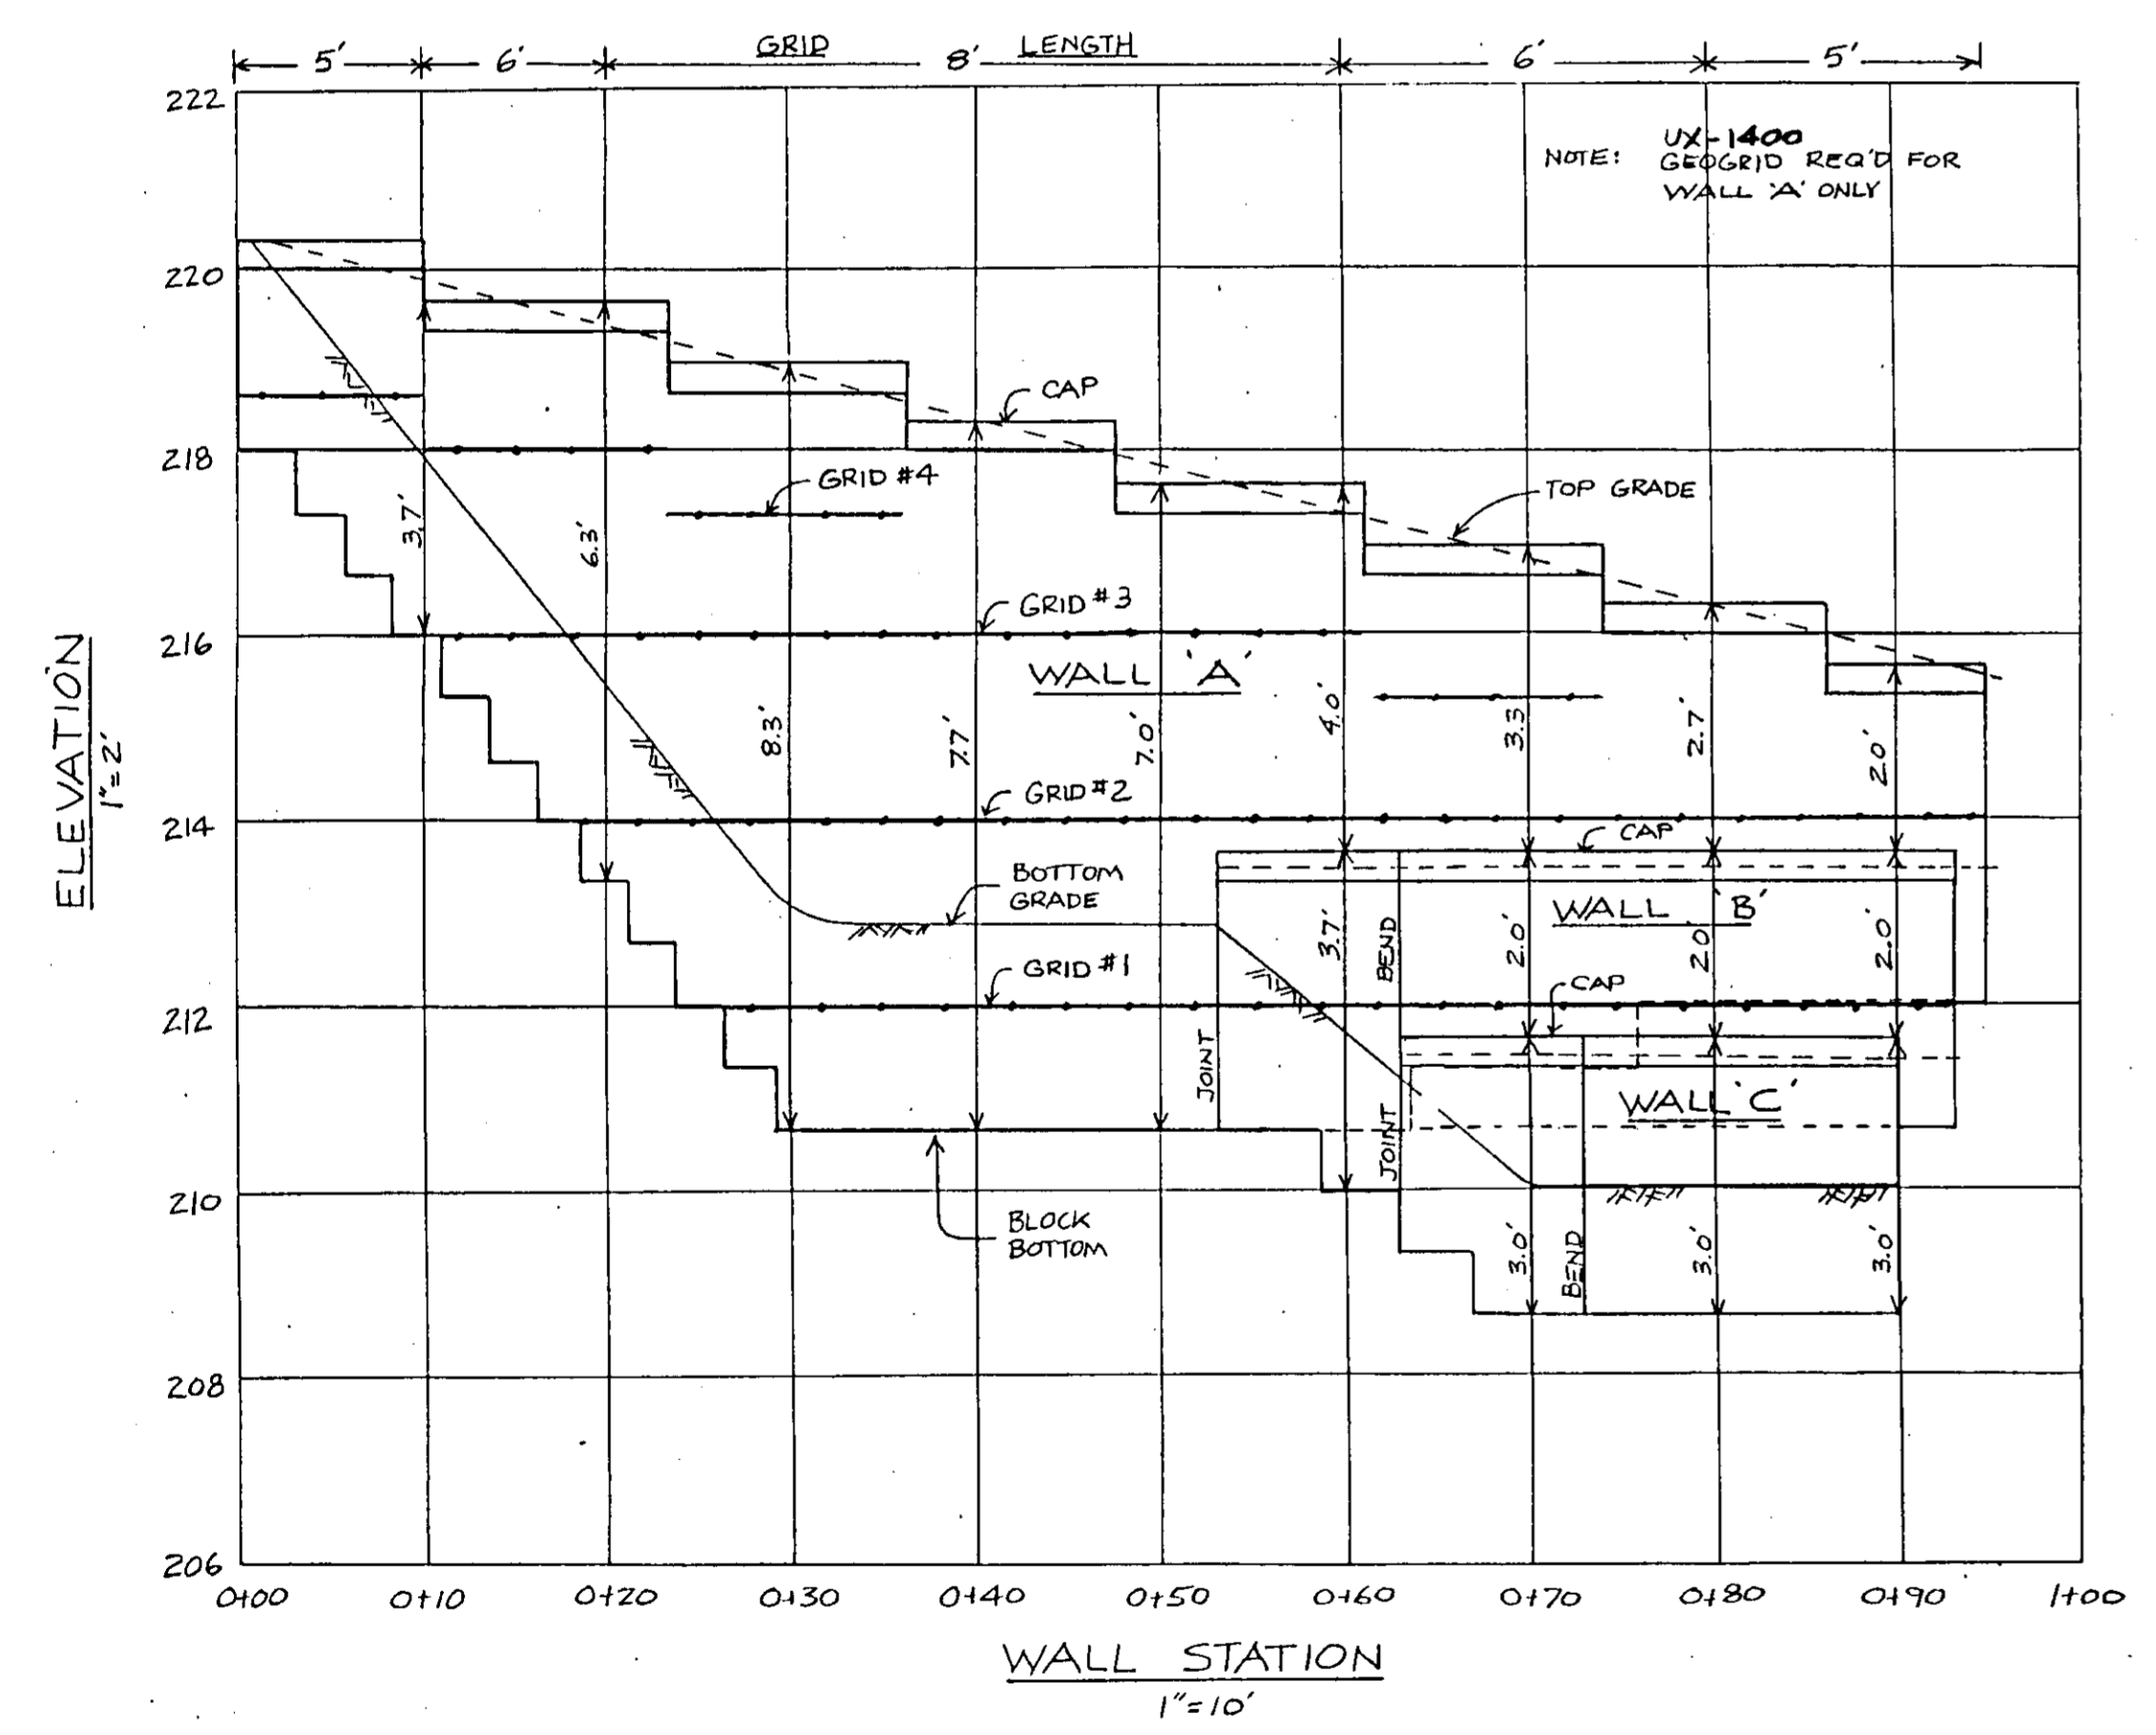 GRID LENGTH
5' 6' 8' 6' 5'
222
NOTE: UX-1400
GEOGRID REQ'D FOR
WALL 'A' ONLY
220
CAP
218
GRID #4
TOP GRADE
3.7'
6.3'
GRID #3
216
WALL 'A'
8.3'
7.7'
7.0'
4.0'
3.3
2.7'
2.0'
ELEVATION
1"=2'
GRID #2
214
CAP
BOTTOM
GRADE
WALL 'B'
3.7'
BEND
2.0'
2.0'
2.0'
GRID #1
CAP
212
JOINT
WALL 'C'
JOINT
210
BLOCK
BOTTOM
3.0'
BEND
3.0'
3.0'
208
206
0+00 0+10 0+20 0+30 0+40 0+50 0+60 0+70 0+80 0+90 1+00
WALL STATION
1"=10'